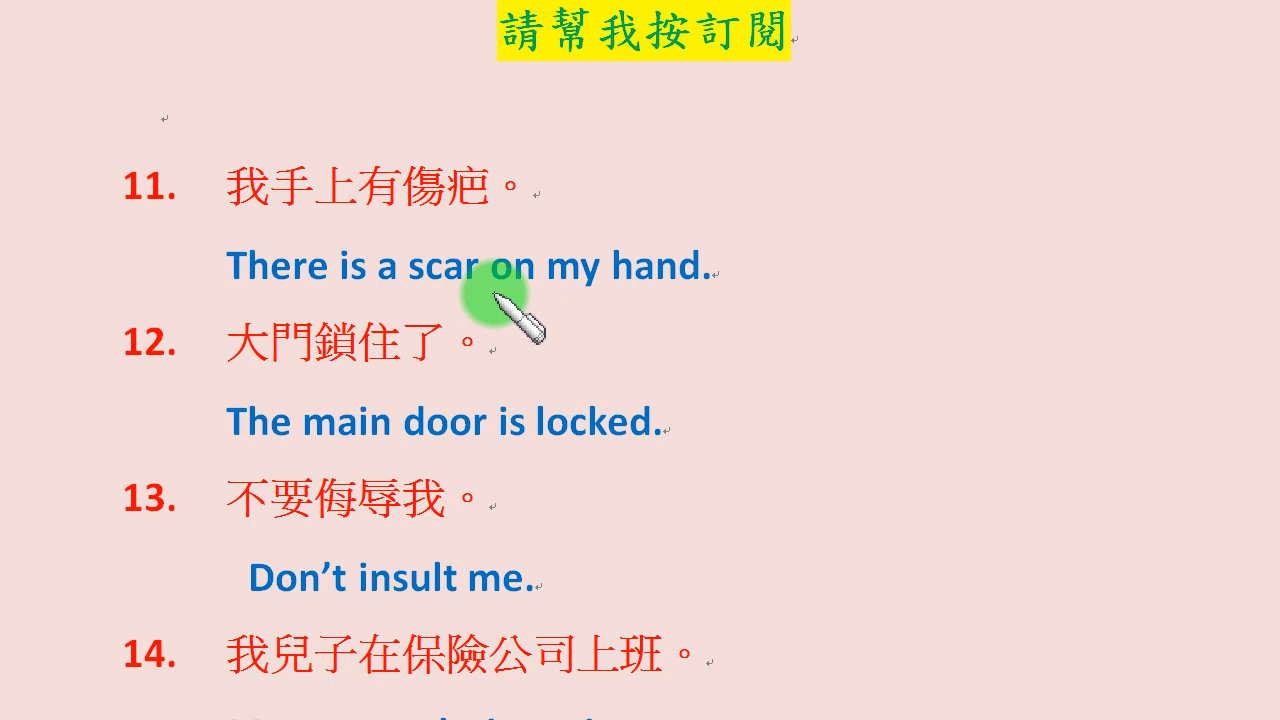 請幫我按訂閱
11. 我手上有傷疤。
There is a scar on my hand.
12. 大門鎖住了。
The main door is locked.
13. 不要侮辱我。
Don’t insult me.
14. 我兒子在保險公司上班。